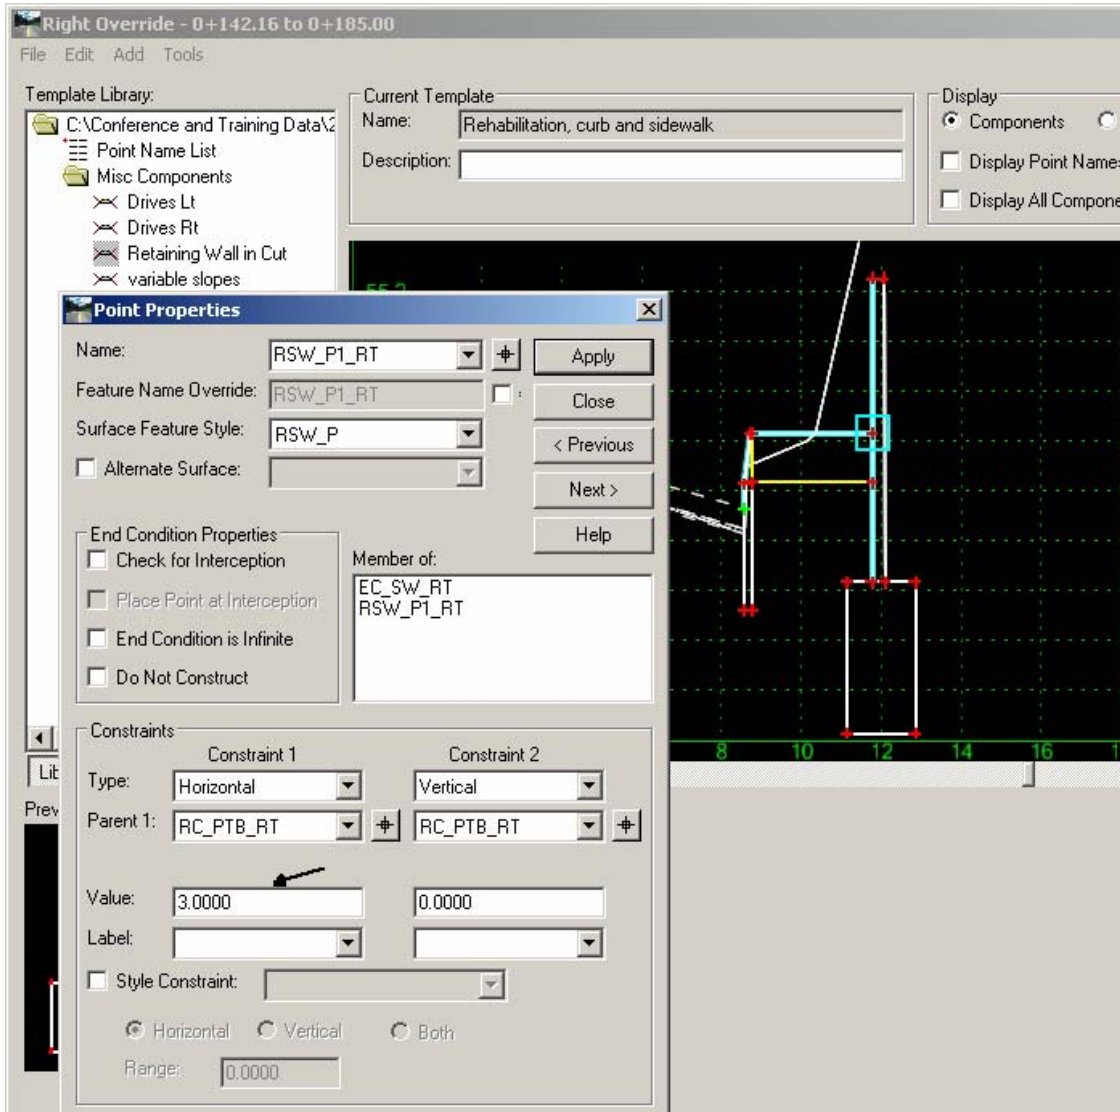 Right Override - 0+142.16 to 0+185.00
File Edit Add Tools
Template Library:
C:\Conference and Training Data\2
Point Name List
Misc Components
Drives Lt
Drives Rt
Retaining Wall in Cut
variable slopes
Current Template
Name: Rehabilitation, curb and sidewalk
Description:
Display
Components
Display Point Name
Display All Compone
Point Properties
Name: RSW_P1_RT
Apply
Feature Name Override: RSW_P1_RT
Close
Surface Feature Style: RSW_P
< Previous
Alternate Surface:
Next >
Help
End Condition Properties
Check for Interception
Place Point at Interception
End Condition is Infinite
Do Not Construct
Member of:
EC_SW_RT
RSW_P1_RT
8 10 12 14 16
Constraints
Constraint 1 Constraint 2
Type: Horizontal Vertical
Parent 1: RC_PTB_RT RC_PTB_RT
Value: 3.0000 0.0000
Label:
Style Constraint:
Horizontal Vertical Both
Range: 0.0000
Lib
Prev